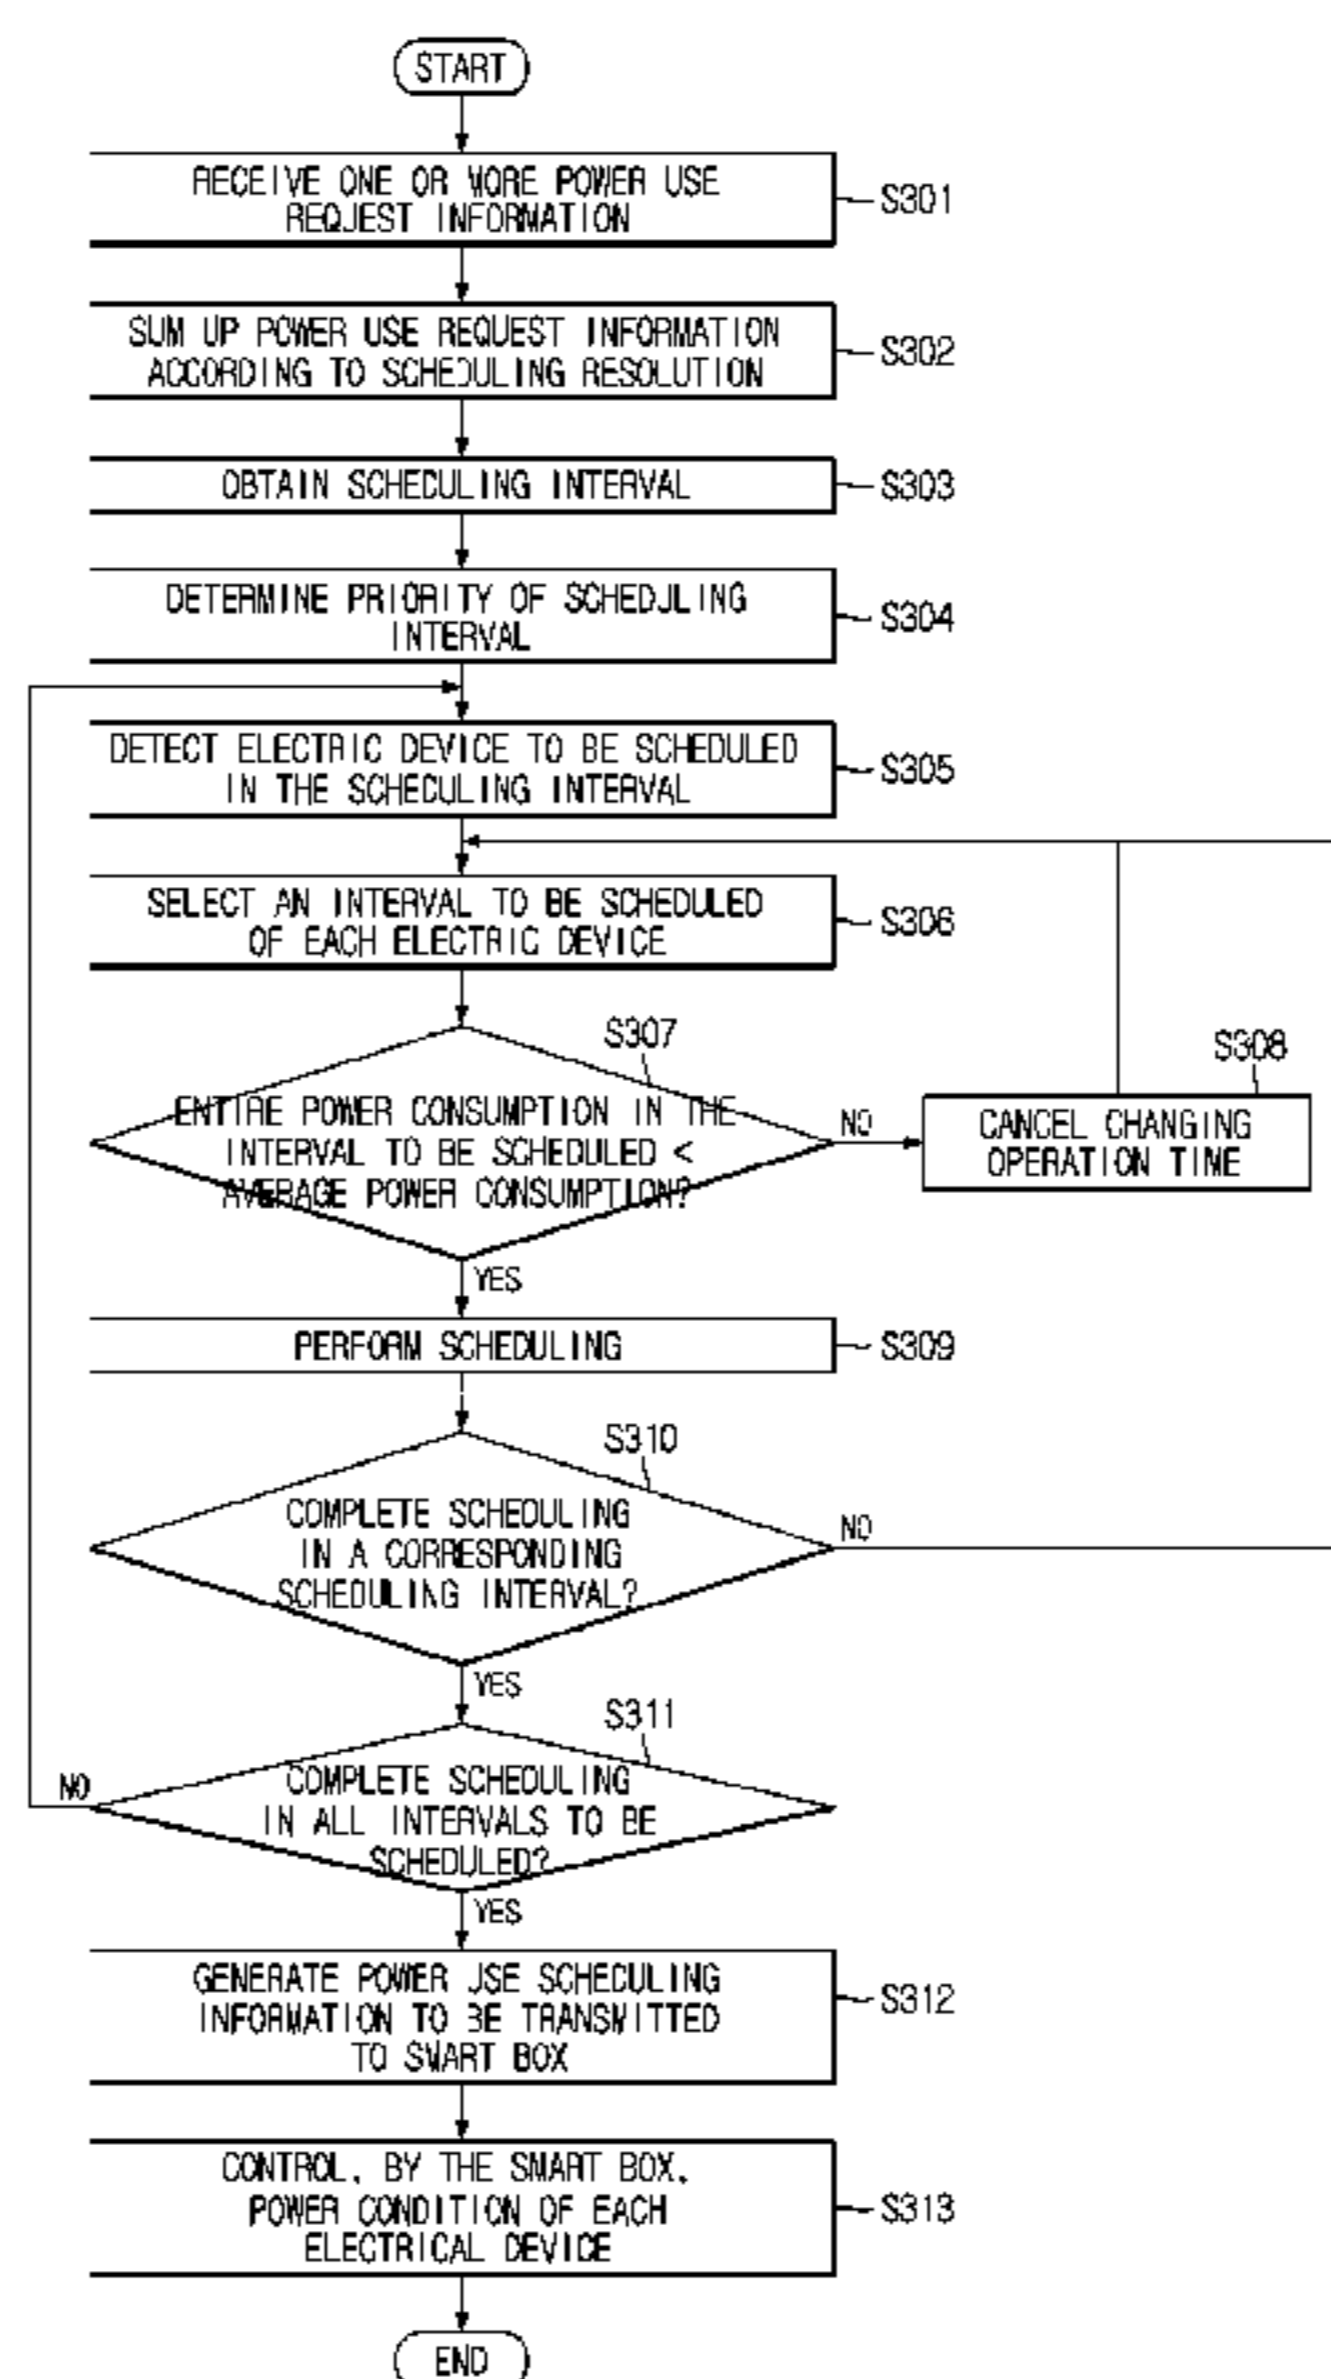 START
RECEIVE ONE OR MORE POWER USE
REQUEST INFORMATION
S301
SUM UP POWER USE REQUEST INFORMATION
ACCORDING TO SCHEDULING RESOLUTION
S302
OBTAIN SCHEDULING INTERVAL
S303
DETERMINE PRIORITY OF SCHEDULING
INTERVAL
S304
DETECT ELECTRIC DEVICE TO BE SCHEDULED
IN THE SCHEDULING INTERVAL
S305
SELECT AN INTERVAL TO BE SCHEDULED
OF EACH ELECTRIC DEVICE
S306
S307
ENTIRE POWER CONSUMPTION IN THE
INTERVAL TO BE SCHEDULED <
AVERAGE POWER CONSUMPTION?
NO
S308
CANCEL CHANGING
OPERATION TIME
YES
PERFORM SCHEDULING
S309
S310
COMPLETE SCHEDULING
IN A CORRESPONDING
SCHEDULING INTERVAL?
NO
YES
S311
COMPLETE SCHEDULING
IN ALL INTERVALS TO BE
SCHEDULED?
NO
YES
GENERATE POWER USE SCHEDULING
INFORMATION TO BE TRANSMITTED
TO SMART BOX
S312
CONTROL, BY THE SMART BOX,
POWER CONDITION OF EACH
ELECTRICAL DEVICE
S313
END